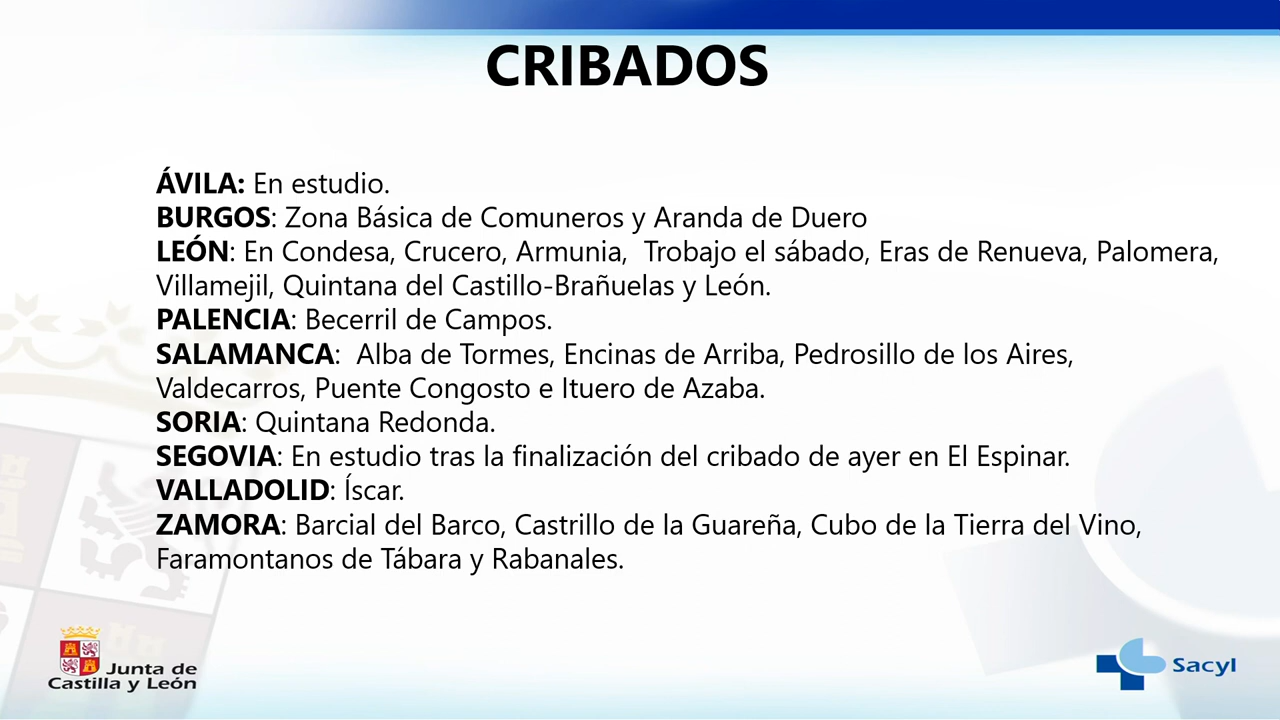 CRIBADOS
ÁVILA: En estudio.
BURGOS: Zona Básica de Comuneros y Aranda de Duero
LEÓN: En Condesa, Crucero, Armunia,  Trobajo el sábado, Eras de Renueva, Palomera,
Villamejil, Quintana del Castillo-Brañuelas y León.
PALENCIA: Becerril de Campos.
SALAMANCA:  Alba de Tormes, Encinas de Arriba, Pedrosillo de los Aires,
Valdecarros, Puente Congosto e Ituero de Azaba.
SORIA: Quintana Redonda.
SEGOVIA: En estudio tras la finalización del cribado de ayer en El Espinar.
VALLADOLID: Íscar.
ZAMORA: Barcial del Barco, Castrillo de la Guareña, Cubo de la Tierra del Vino,
Faramontanos de Tábara y Rabanales.
Junta de
Castilla y León
Sacyl